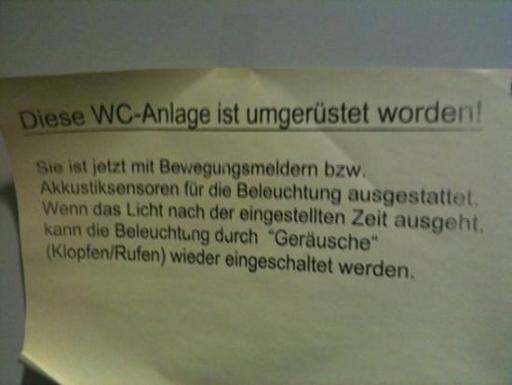 Diese WC-Anlage ist umgerüstet worden!
Sie ist jetzt mit Bewegungsmeldern bzw.
Akkustiksensoren für die Beleuchtung ausgestattet.
Wenn das Licht nach der eingestellten Zeit ausgeht,
kann die Beleuchtung durch "Geräusche"
(Klopfen/Rufen) wieder eingeschaltet werden.